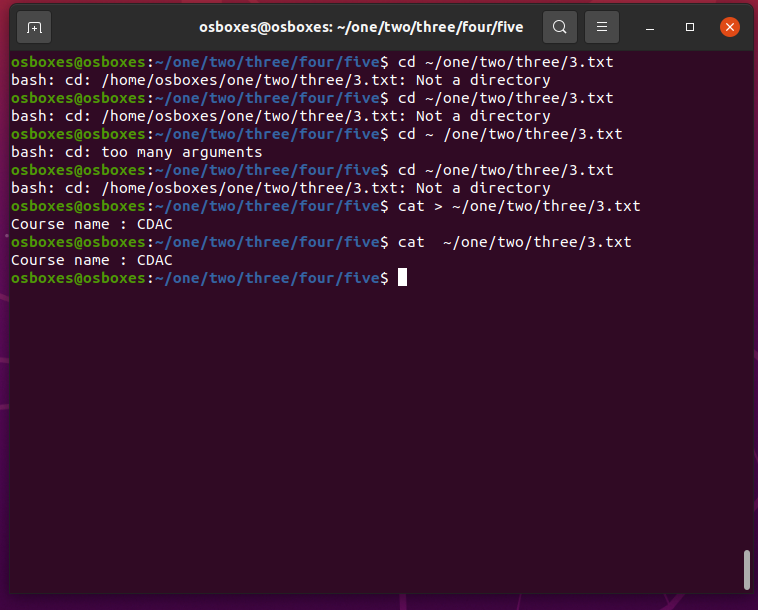 osboxes@osboxes: ~/one/two/three/four/five
osboxes@osboxes:~/one/two/three/four/five$ cd ~/one/two/three/3.txt
bash: cd: /home/osboxes/one/two/three/3.txt: Not a directory
osboxes@osboxes:~/one/two/three/four/five$ cd ~/one/two/three/3.txt
bash: cd: /home/osboxes/one/two/three/3.txt: Not a directory
osboxes@osboxes:~/one/two/three/four/five$ cd ~ /one/two/three/3.txt
bash: cd: too many arguments
osboxes@osboxes:~/one/two/three/four/five$ cd ~/one/two/three/3.txt
bash: cd: /home/osboxes/one/two/three/3.txt: Not a directory
osboxes@osboxes:~/one/two/three/four/five$ cat > ~/one/two/three/3.txt
Course name : CDAC
osboxes@osboxes:~/one/two/three/four/five$ cat  ~/one/two/three/3.txt
Course name : CDAC
osboxes@osboxes:~/one/two/three/four/five$